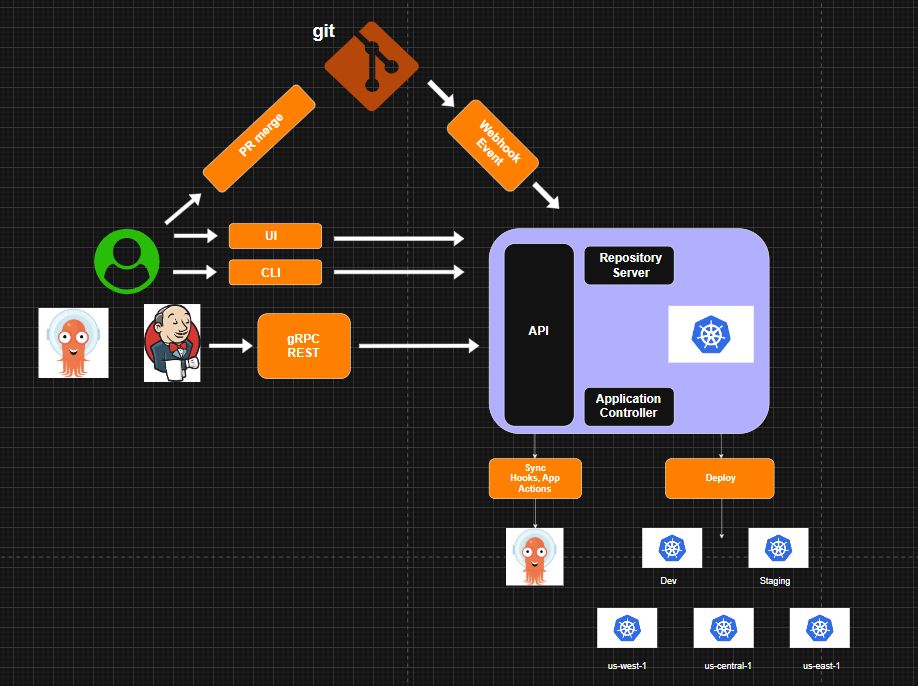 git
PR merge
Webhook
Event
UI
CLI
gRPC
REST
API
Repository
Server
Application
Controller
Sync
Hooks, App
Actions
Deploy
Dev
Staging
us-west-1
us-central-1
us-east-1